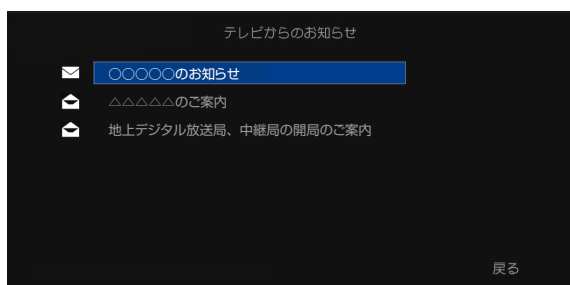 テレビからのお知らせ
○○○○○のお知らせ
△△△△△のご案内
地上デジタル放送局、中継局の開局のご案内
戻る